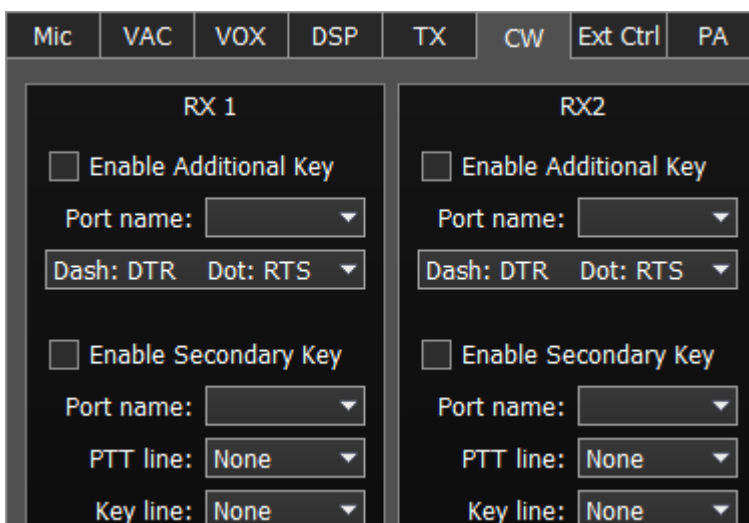 Mic VAC VOX DSP TX CW Ext Ctrl PA
RX 1
Enable Additional Key
Port name:
Dash: DTR Dot: RTS
Enable Secondary Key
Port name:
PTT line: None
Key line: None
RX2
Enable Additional Key
Port name:
Dash: DTR Dot: RTS
Enable Secondary Key
Port name:
PTT line: None
Key line: None